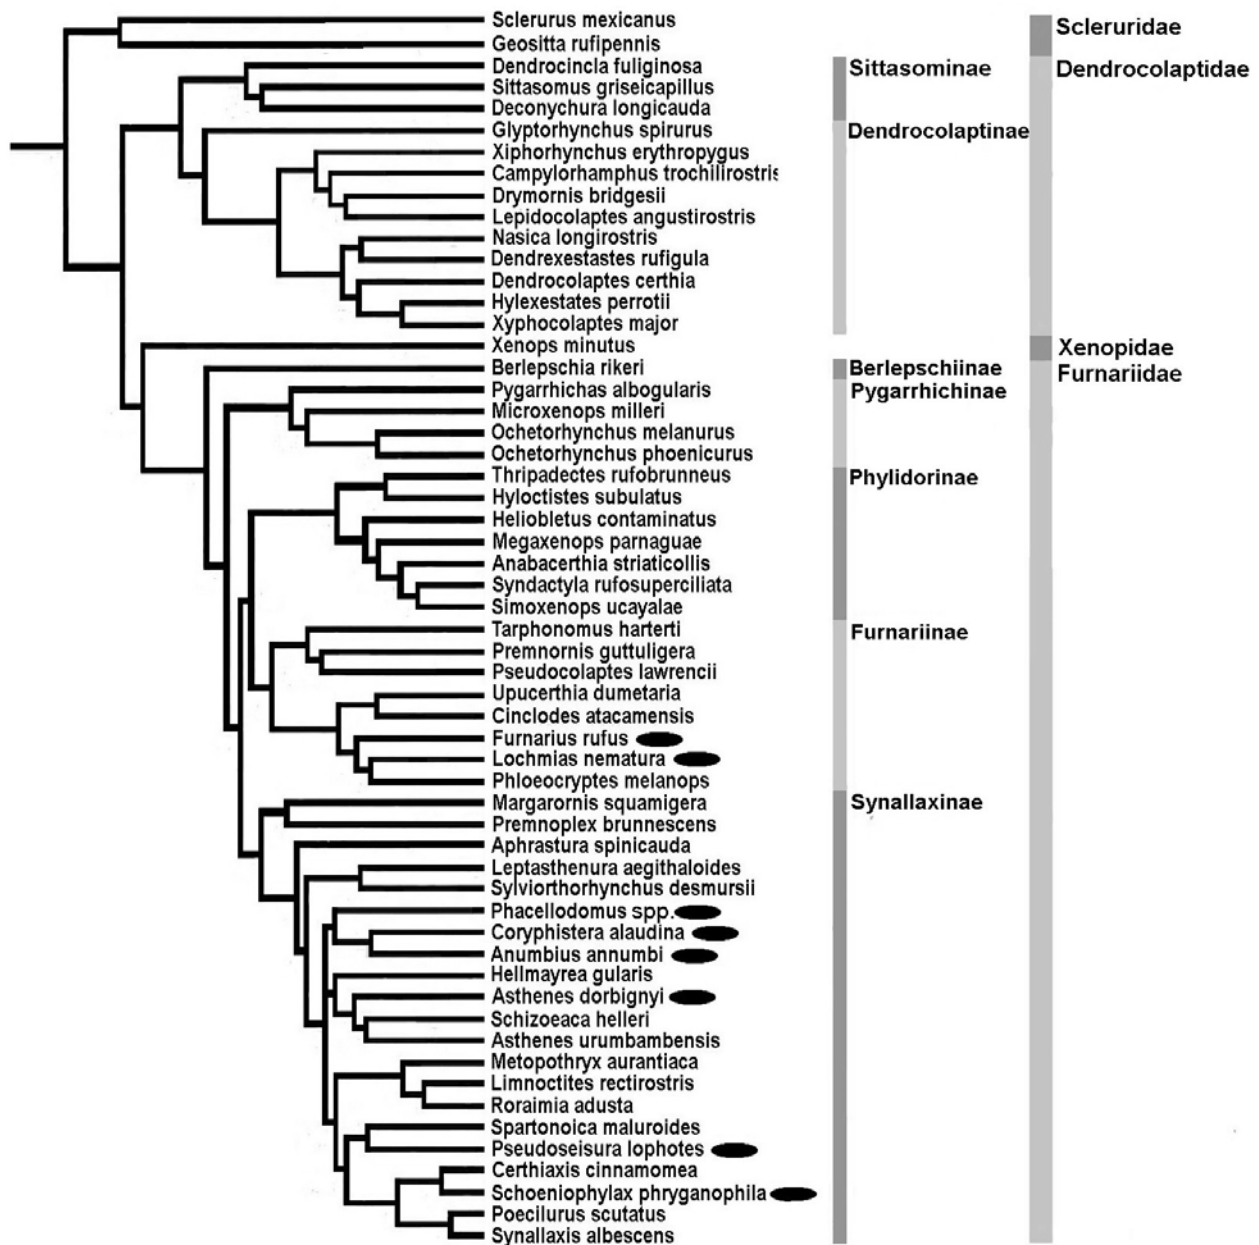 Sclerurus mexicanus
Geositta rufipennis
Dendrocincla fuliginosa
Sittasomus griseicapillus
Deconychura longicauda
Glyptorhynchus spirurus
Xiphorhynchus erythropygus
Campylorhamphus trochilirostris
Drymornis bridgesii
Lepidocolaptes angustirostris
Nasica longirostris
Dendrexestastes rufigula
Dendrocolaptes certhia
Hylexestates perrotii
Xyphocolaptes major
Xenops minutus
Berlepschia rikeri
Pygarrhichas albogularis
Microxenops milleri
Ochetorhynchus melanurus
Ochetorhynchus phoenicurus
Thripadectes rufobrunneus
Hyloctistes subulatus
Heliobletus contaminatus
Megaxenops parnaguae
Anabacerthia striaticollis
Syndactyla rufosuperciliata
Simoxenops ucayalae
Tarphonomus harterti
Premnornis guttuligera
Pseudocolaptes lawrencii
Upucerthia dumetaria
Cinclodes atacamensis
Furnarius rufus
Lochmias nematura
Phloeocryptes melanops
Margarornis squamigera
Premnoplex brunnescens
Aphrastura spinicauda
Leptasthenura aegithaloides
Sylviorthorhynchus desmursii
Phacellodomus spp.
Coryphistera alaudina
Anumbius annumbi
Hellmayrea gularis
Asthenes dorbignyi
Schizoeaca helleri
Asthenes urumbambensis
Metopothryx aurantiaca
Limnoctites rectirostris
Roraimia adusta
Spartonoica maluroides
Pseudoseisura lophotes
Certhiaxis cinnamomea
Schoeniophylax phryganophila
Poecilurus scutatus
Synallaxis albescens
Sittasominae
Dendrocolaptinae
Berlepschiinae
Pygarrhichinae
Phylidorinae
Furnariinae
Synallaxinae
Scleruridae
Dendrocolaptidae
Xenopidae
Furnariidae